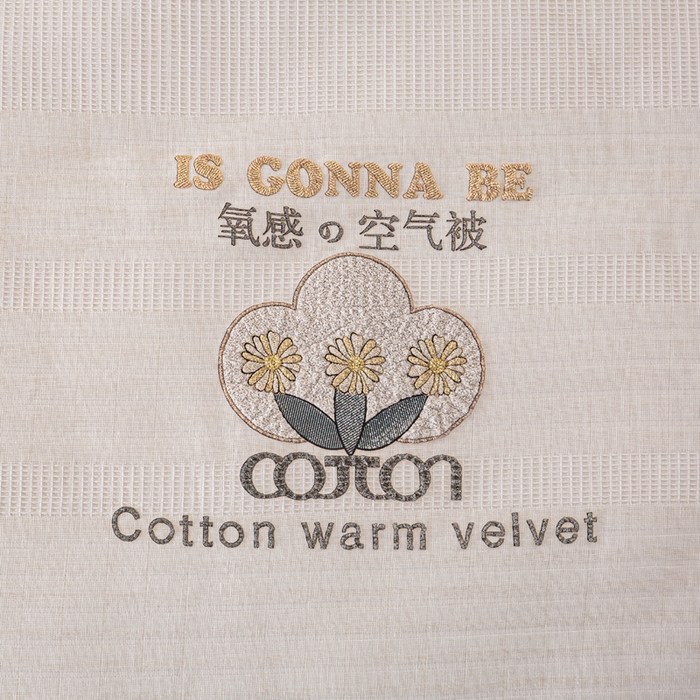 IS GONNA BE
氧感の空气被
COTTON
Cotton warm velvet